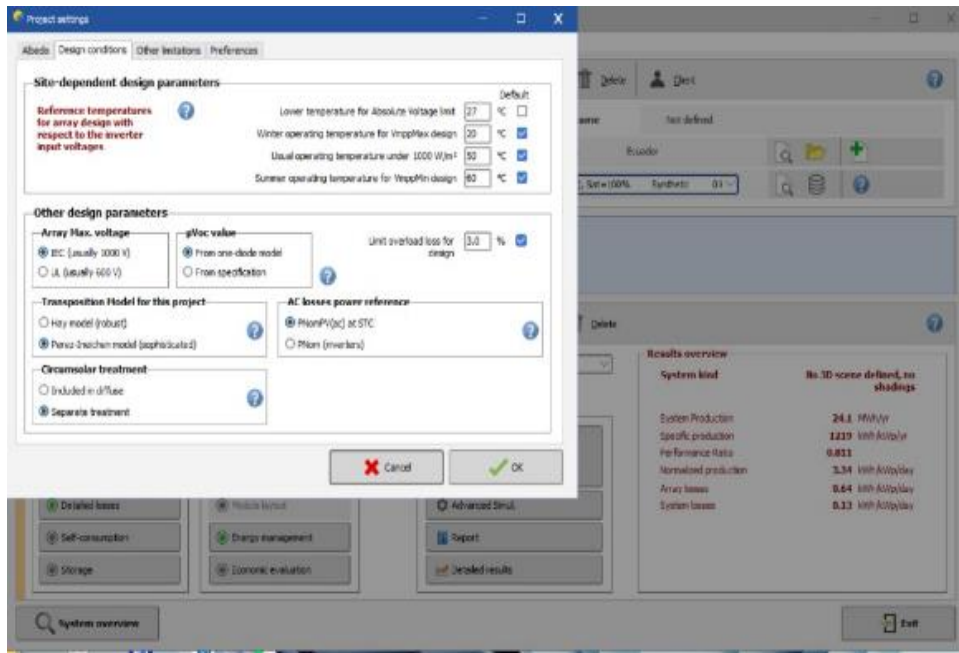 Project settings
Albedo Design conditions Other limitations Preferences
Site-dependent design parameters
Default
Reference temperatures for array design with respect to the inverter input voltages
Lower temperature for Absolute Voltage limit 27 °C
Winter operating temperature for VmppMax design 20 °C
Usual operating temperature under 1000 W/m² 50 °C
Summer operating temperature for VmppMin design 60 °C
Other design parameters
Array Max. voltage
IEC (usually 1000 V)
UL (usually 600 V)
µVoc value
From one-diode model
From specification
Limit overload loss for design 3.0 %
Transposition Model for this project
Hay model (robust)
Perez-Ineichen model (sophisticated)
AC losses power reference
PNomPV(ac) at STC
PNom (inverters)
Circumsolar treatment
Included in diffuse
Separate treatment
Cancel
OK
Delete
Client
Not defined
Ecuador
Sat=100% Synthetic
Delete
Results overview
System kind No 3D scene defined, no shadings
System Production 24.1 MWh/yr
Specific production 1219 kWh/kWp/yr
Performance Ratio 0.811
Normalized production 3.34 kWh/kWp/day
Array losses 0.64 kWh/kWp/day
System losses 0.13 kWh/kWp/day
Detailed losses
Module layout
Advanced Simul.
Self-consumption
Energy management
Report
Storage
Economic evaluation
Detailed results
System overview
Exit